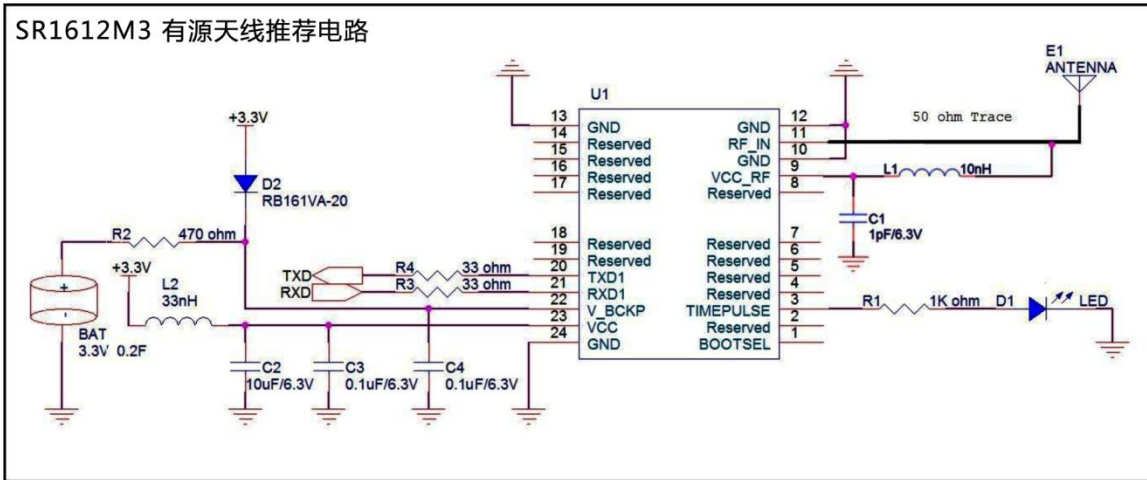 SR1612M3 有源天线推荐电路
E1
ANTENNA
U1
+3.3V
13
14
15
16
17
GND
Reserved
Reserved
Reserved
Reserved
GND
RF_IN
GND
VCC_RF
Reserved
12
11
10
9
8
50 ohm Trace
L1
10nH
C1
1pF/6.3V
D2
RB161VA-20
R2
470 ohm
+3.3V
L2
33nH
+
-
BAT
3.3V 0.2F
TXD
RXD
R4
33 ohm
R3
33 ohm
18
19
20
21
22
23
24
Reserved
Reserved
TXD1
RXD1
V_BCKP
VCC
GND
Reserved
Reserved
Reserved
Reserved
TIMEPULSE
Reserved
BOOTSEL
7
6
5
4
3
2
1
R1
1K ohm
D1
LED
C2
10uF/6.3V
C3
0.1uF/6.3V
C4
0.1uF/6.3V